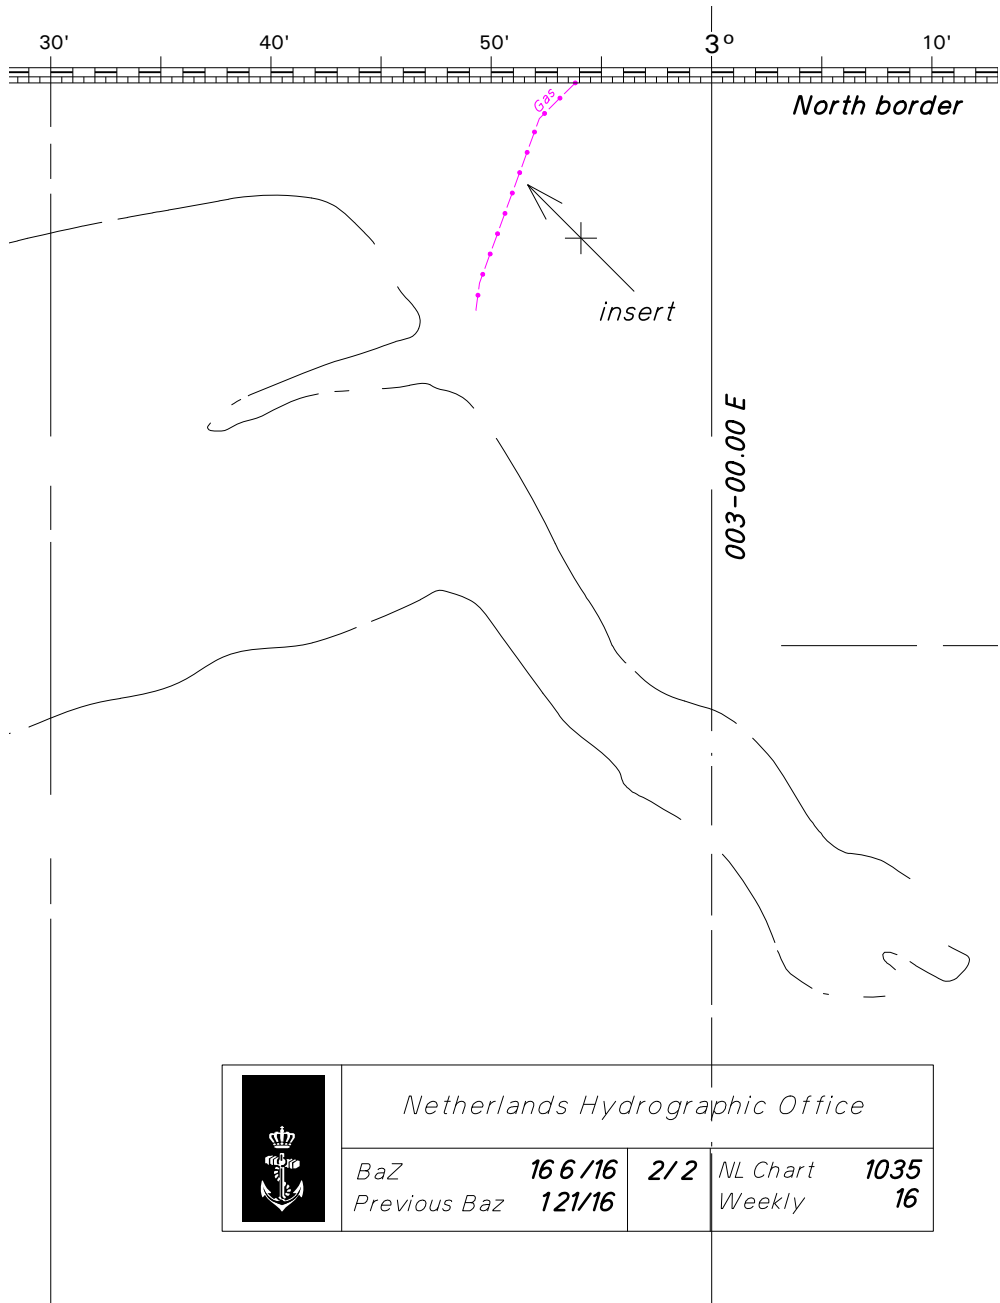 30' 40' 50' 3° 10'
North border
Gas
insert
003-00.00 E
Netherlands Hydrographic Office
BaZ 16 6 /16 2/2 NL Chart 1035
Previous Baz 1 21/16 Weekly 16